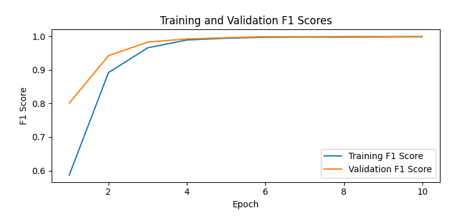 Training and Validation F1 Scores
1.0
0.9
0.8
0.7
0.6
F1 Score
Training F1 Score
Validation F1 Score
2 4 6 8 10
Epoch